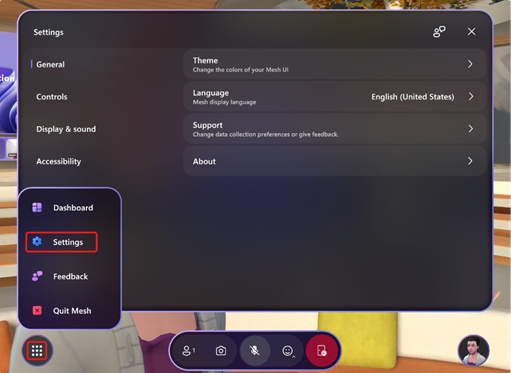 Settings
General
Theme
Change the colors of your Mesh UI
Controls
Language
Mesh display language
English (United States)
Display & sound
Support
Change data collection preferences or give feedback.
Accessibility
About
Dashboard
Settings
Feedback
Quit Mesh
1